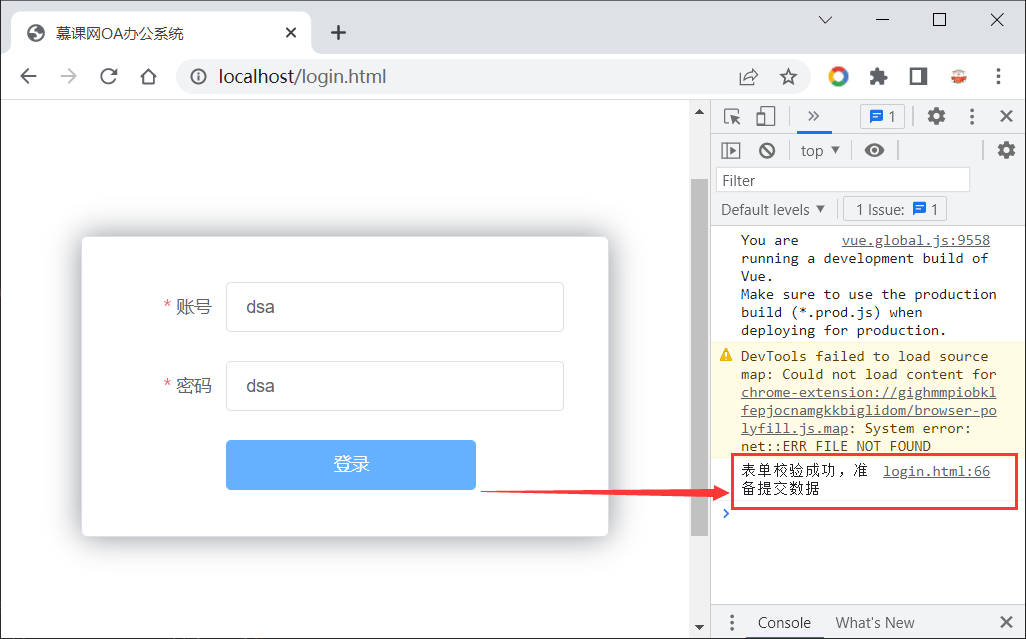 慕课网OA办公系统
localhost/login.html
1
top
Filter
Default levels
1 Issue: 1
You are vue.global.js:9558
running a development build of
Vue.
Make sure to use the production
build (*.prod.js) when
deploying for production.
DevTools failed to load source
map: Could not load content for
chrome-extension://gighmmpiobkl
fepjocnamgkkbiglidom/browser-po
lyfill.js.map: System error:
net::ERR_FILE_NOT_FOUND
表单校验成功，准 login.html:66
备提交数据
* 账号 dsa
* 密码 dsa
登录
Console What's New